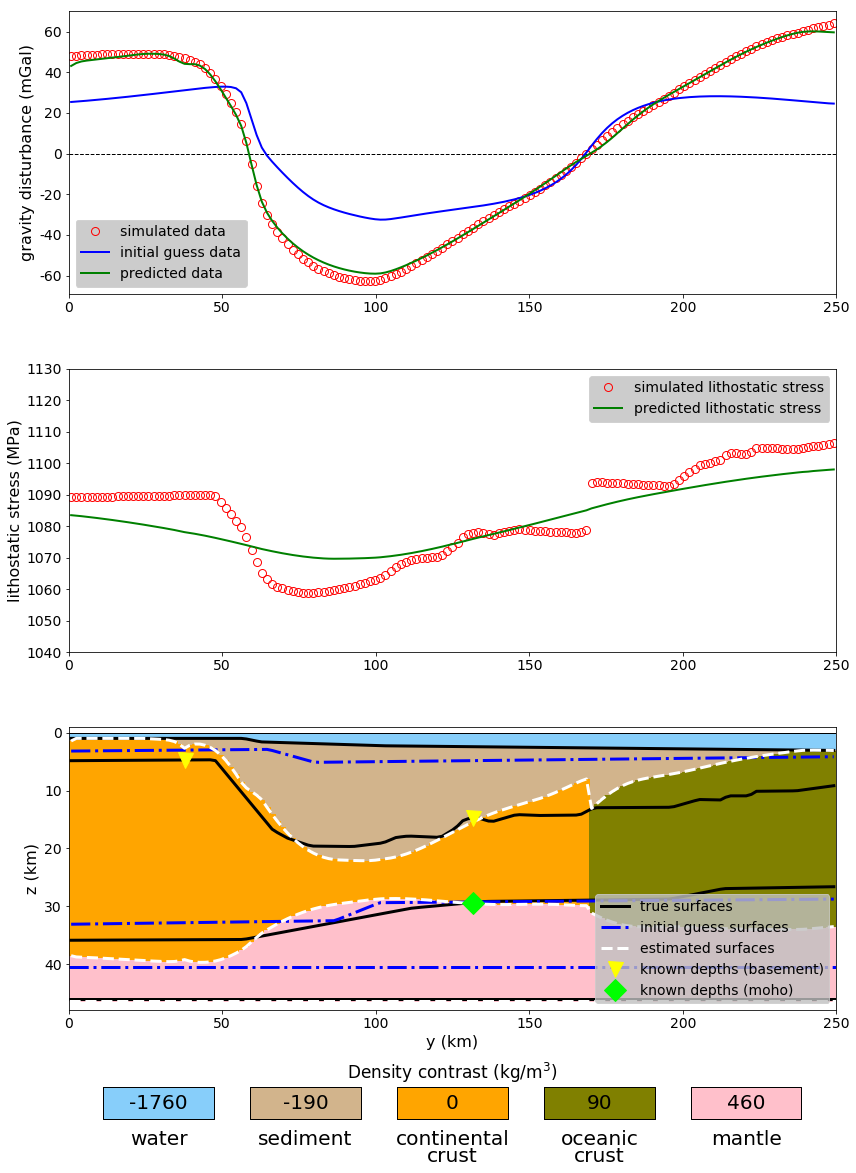 60
40
20
0
-20
-40
-60
gravity disturbance (mGal)
simulated data
initial guess data
predicted data
0 50 100 150 200 250
1130
1120
1110
1100
1090
1080
1070
1060
1050
1040
lithostatic stress (MPa)
simulated lithostatic stress
predicted lithostatic stress
0 50 100 150 200 250
0
10
20
30
40
z (km)
true surfaces
initial guess surfaces
estimated surfaces
known depths (basement)
known depths (moho)
0 50 100 150 200 250
y (km)
Density contrast (kg/m³)
-1760 -190 0 90 460
water sediment continental oceanic mantle
crust crust